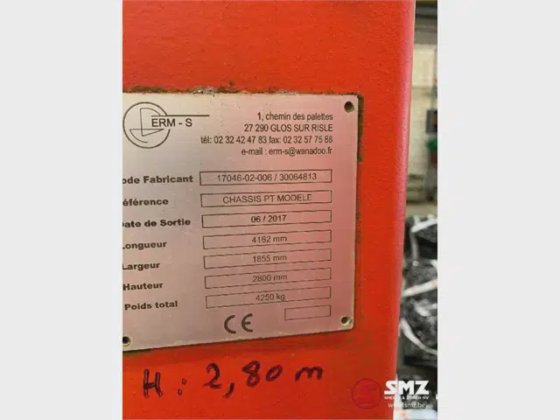 ERM - S
1, chemin des palettes
27 290 GLOS SUR RISLE
tél: 02 32 42 47 83 fax: 02 32 57 75 88
e-mail : erm-s@wanadoo.fr
ode Fabricant 17046-02-006 / 30064813
éférence CHASSIS PT MODELE
Date de Sortie 06 / 2017
Longueur 4162 mm
Largeur 1855 mm
Hauteur 2800 mm
Poids total 4250 kg
CE
H : 2,80 m
SMZ